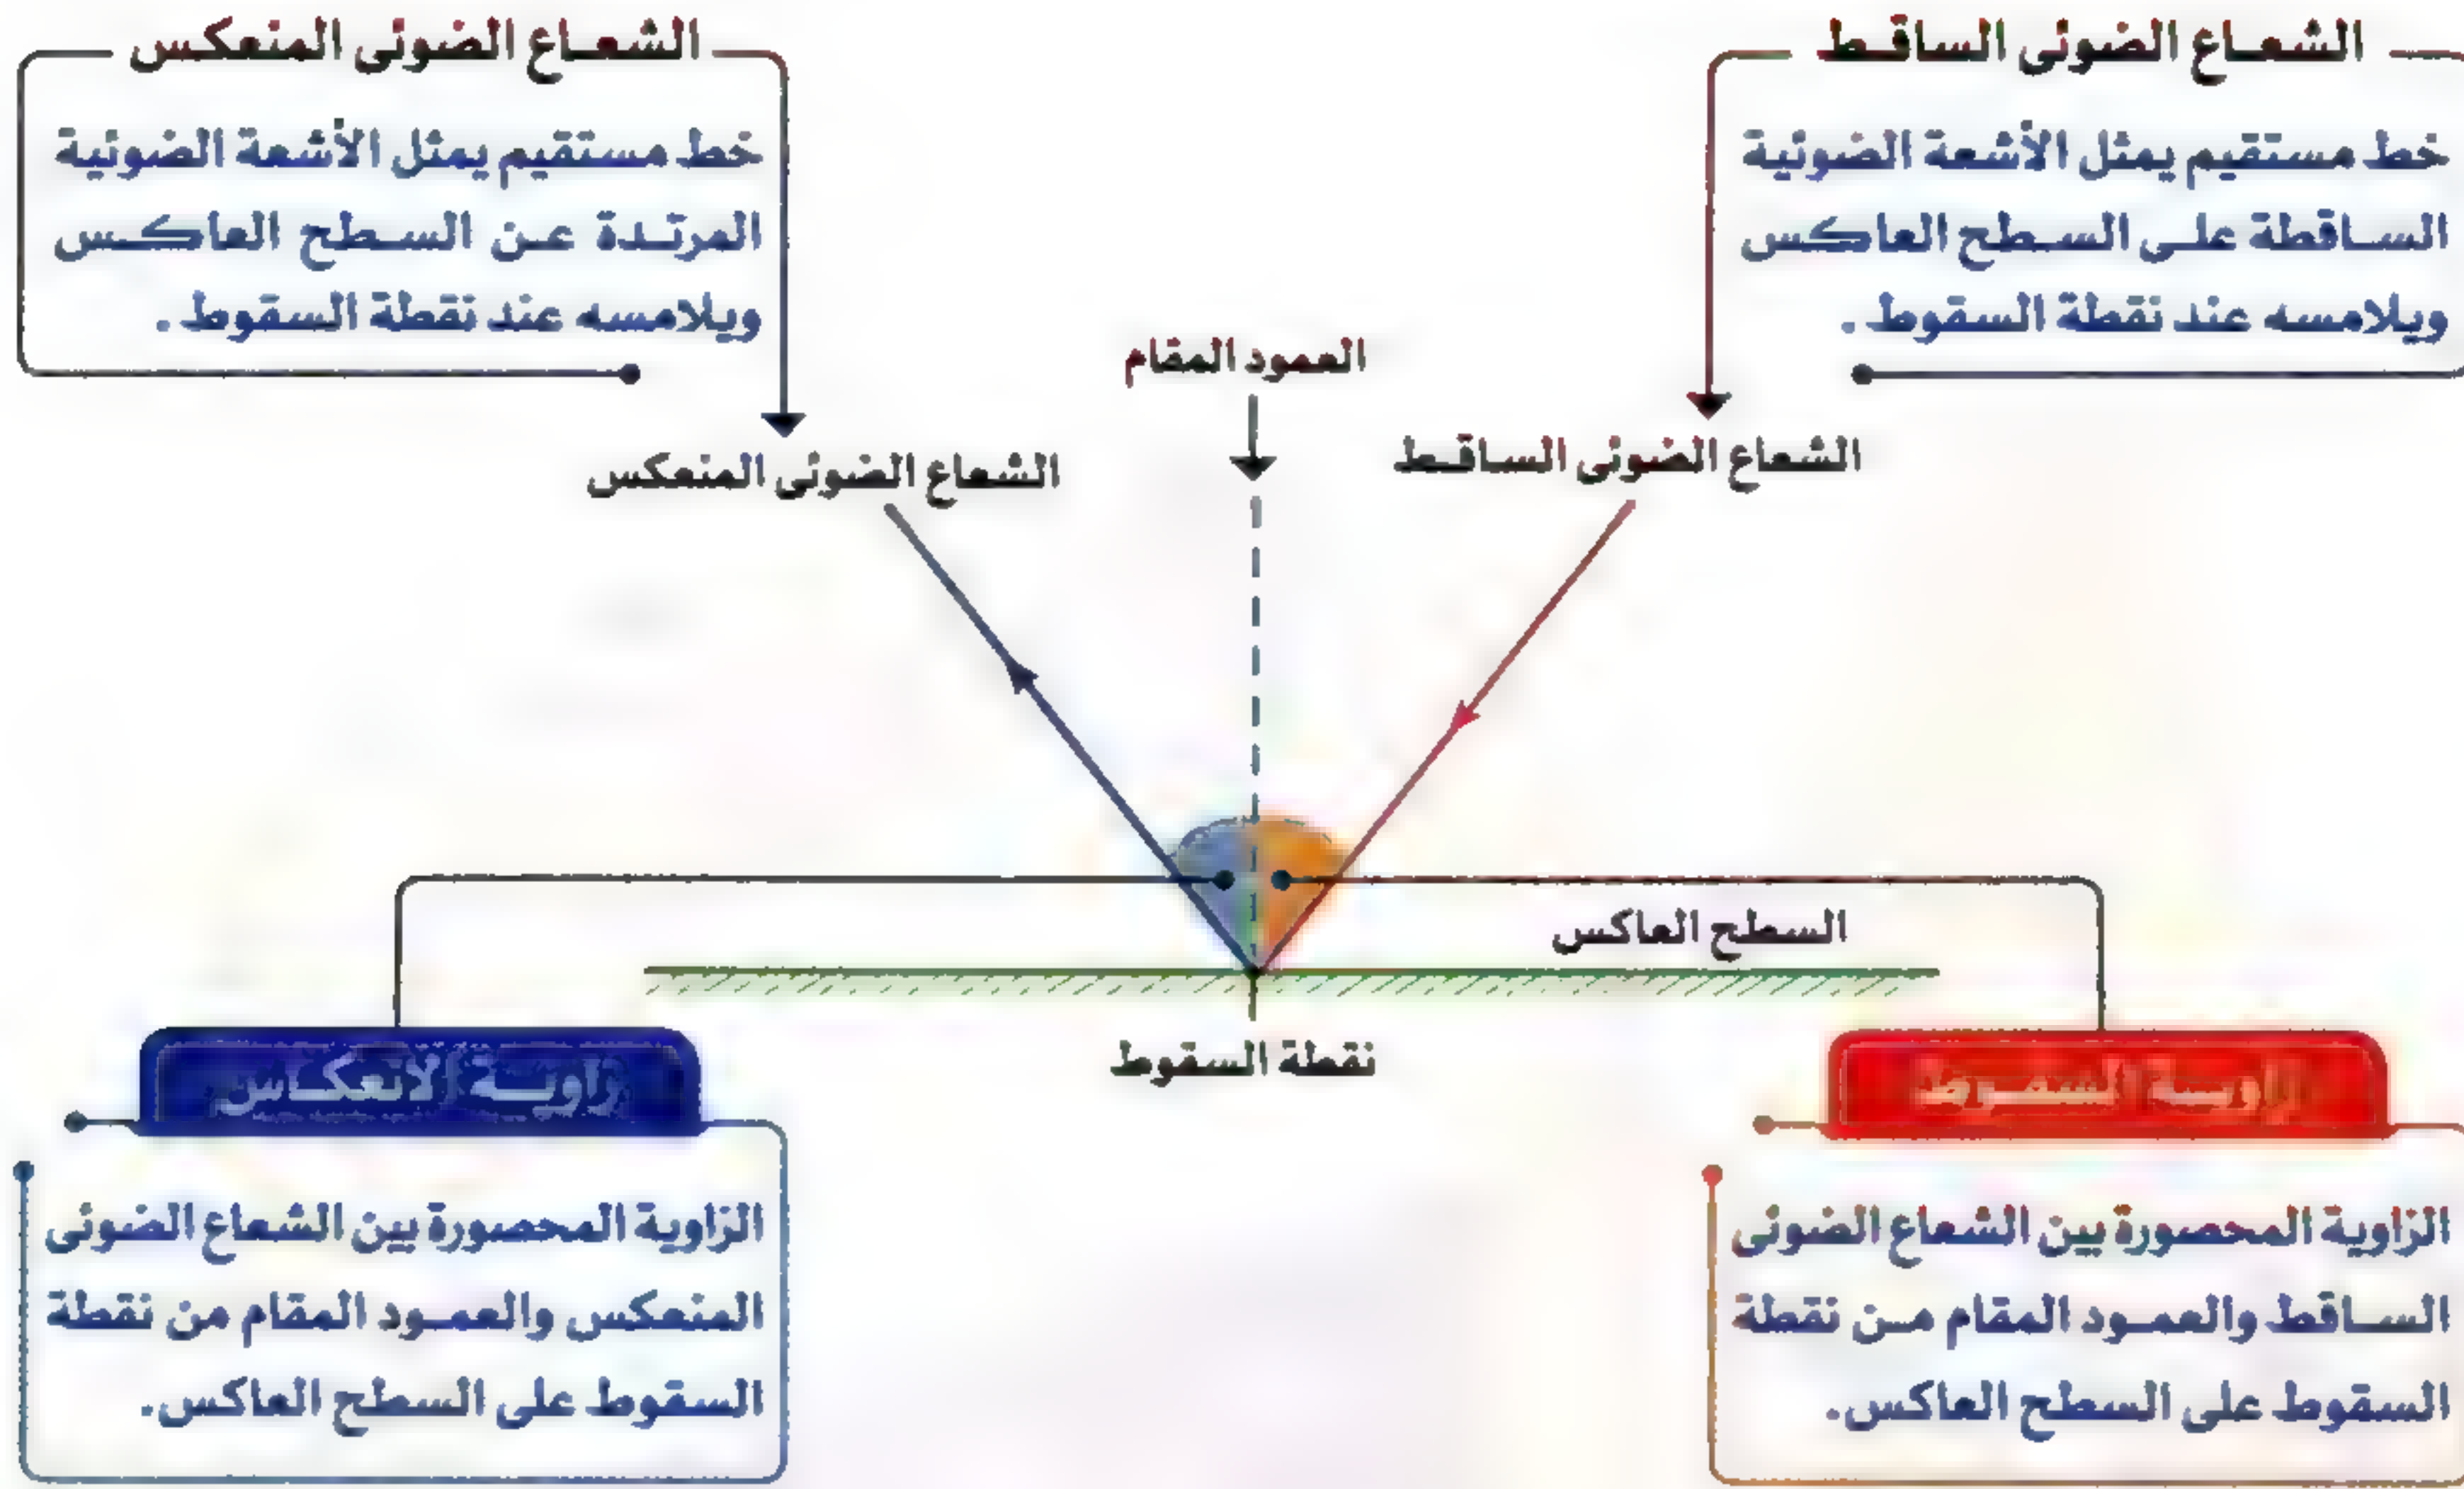 الشعاع الضوئى الساقط
خط مستقيم يمثل الأشعة الضوئية
الساقطة على السطح العاكس
ويلامسه عند نقطة السقوط.
الشعاع الضوئى المنعكس
خط مستقيم يمثل الأشعة الضوئية
المرتدة عن السطح العاكس
ويلامسه عند نقطة السقوط.
العمود المقام
الشعاع الضوئى الساقط
الشعاع الضوئى المنعكس
السطح العاكس
نقطة السقوط
زاوية السقوط
الزاوية المحصورة بين الشعاع الضوئى
الساقط والعمود المقام من نقطة
السقوط على السطح العاكس.
زاوية الانعكاس
الزاوية المحصورة بين الشعاع الضوئى
المنعكس والعمود المقام من نقطة
السقوط على السطح العاكس.